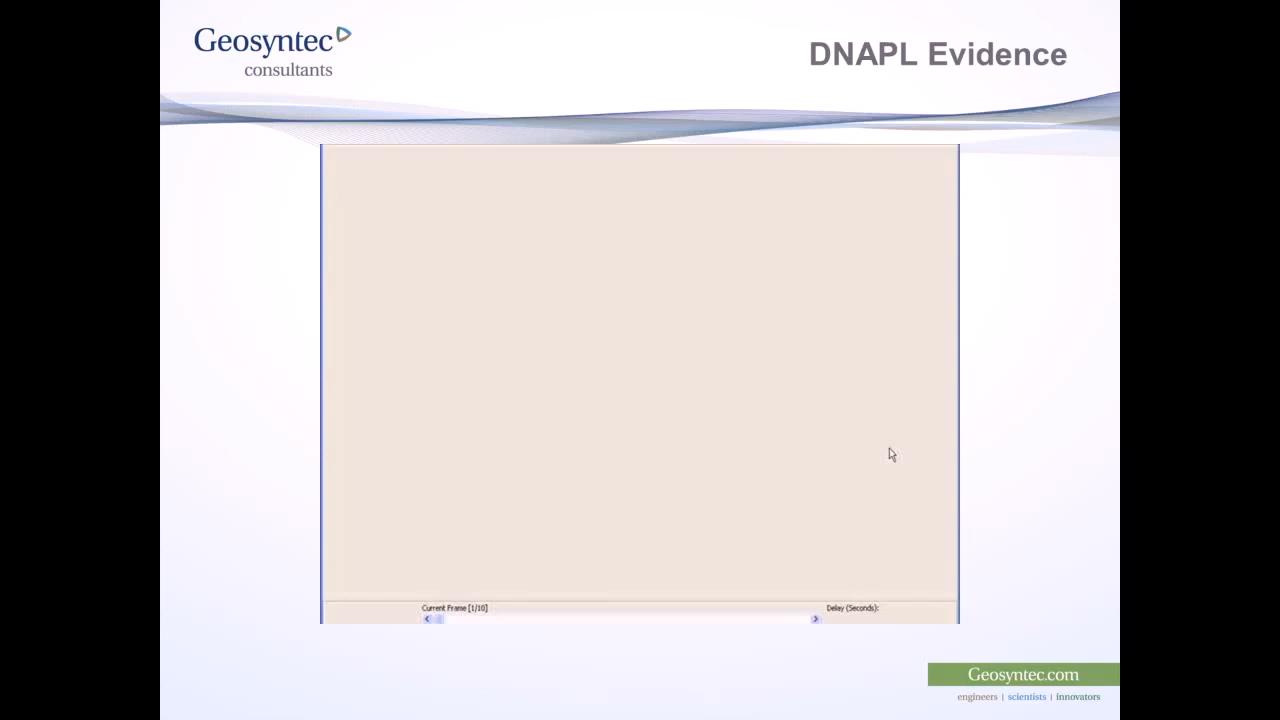 Geosyntec
consultants
DNAPL Evidence
Current Frame [1/10]
Delay (Seconds):
Geosyntec.com
engineers | scientists | innovators